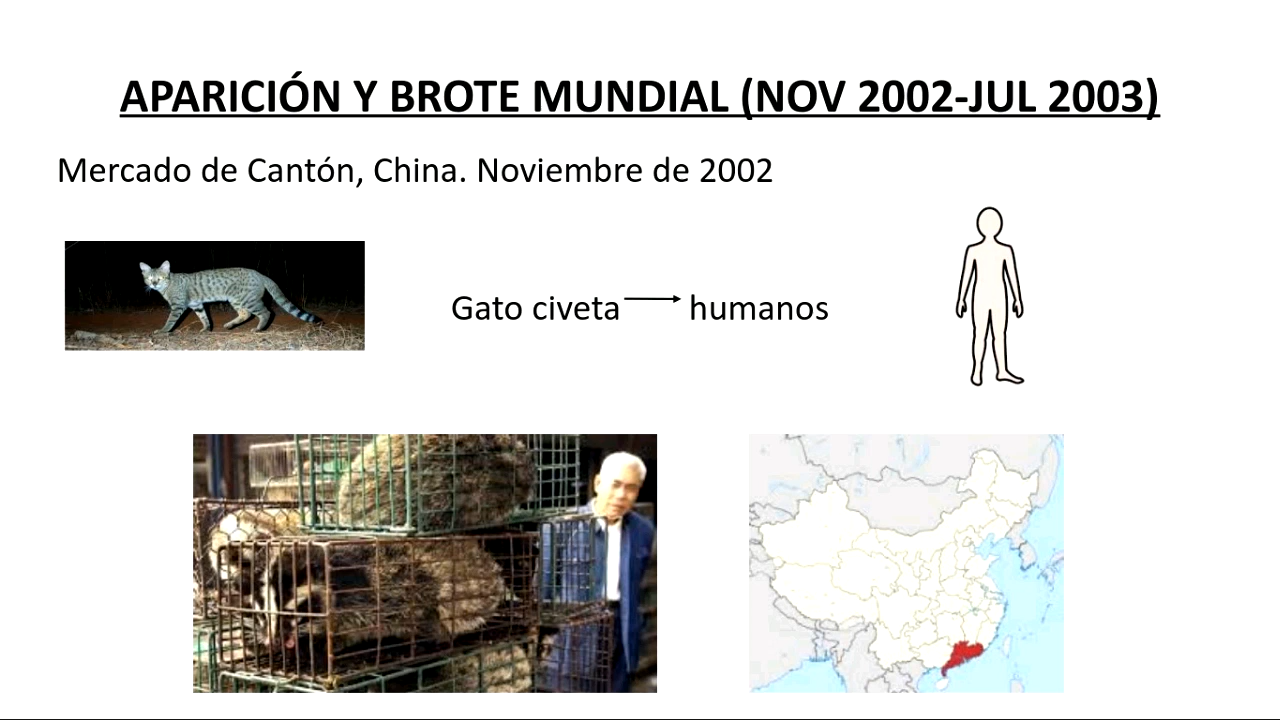 APARICIÓN Y BROTE MUNDIAL (NOV 2002-JUL 2003)
Mercado de Cantón, China. Noviembre de 2002
Gato civeta humanos